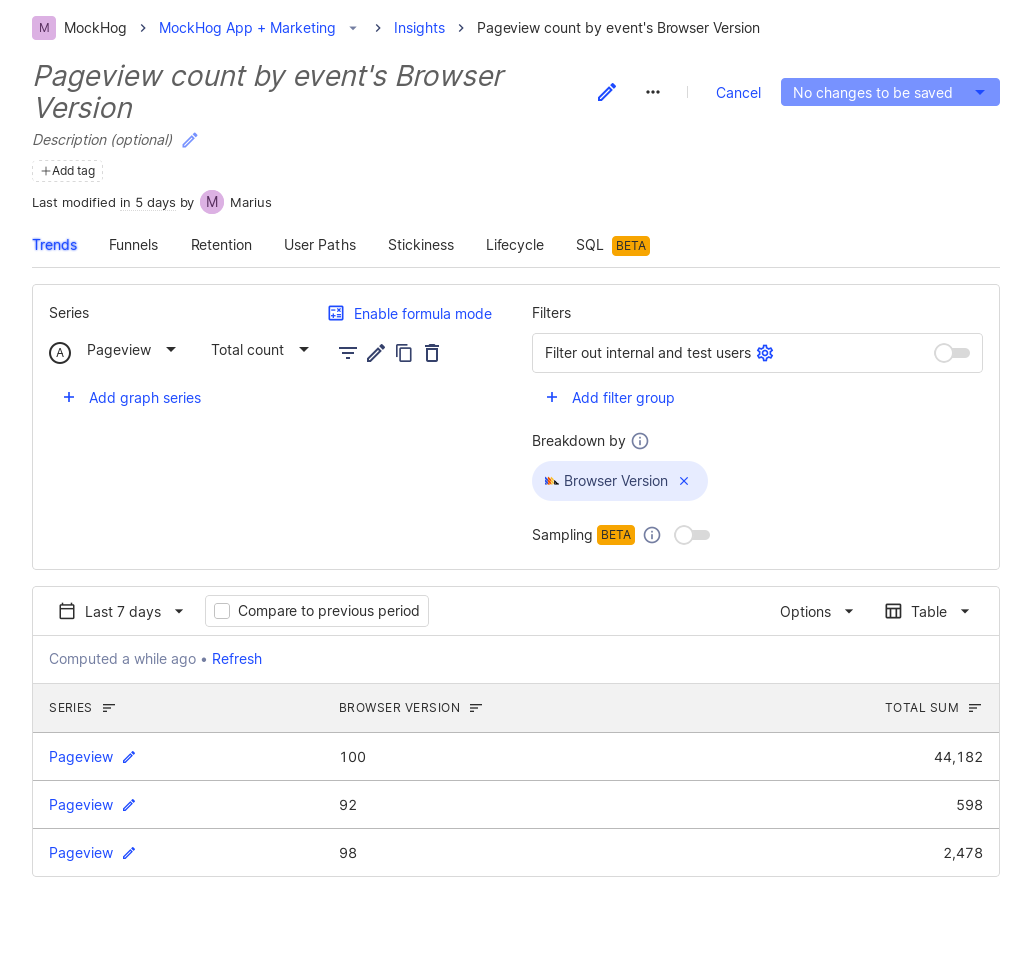 M MockHog MockHog App + Marketing Insights Pageview count by event's Browser Version
Pageview count by event's Browser
Version
Cancel No changes to be saved
Description (optional)
Add tag
Last modified in 5 days by M Marius
Trends Funnels Retention User Paths Stickiness Lifecycle SQL BETA
Series Enable formula mode
A Pageview Total count
+ Add graph series
Filters
Filter out internal and test users
+ Add filter group
Breakdown by
Browser Version
Sampling BETA
Last 7 days Compare to previous period Options Table
Computed a while ago • Refresh
SERIES BROWSER VERSION TOTAL SUM
Pageview 100 44,182
Pageview 92 598
Pageview 98 2,478